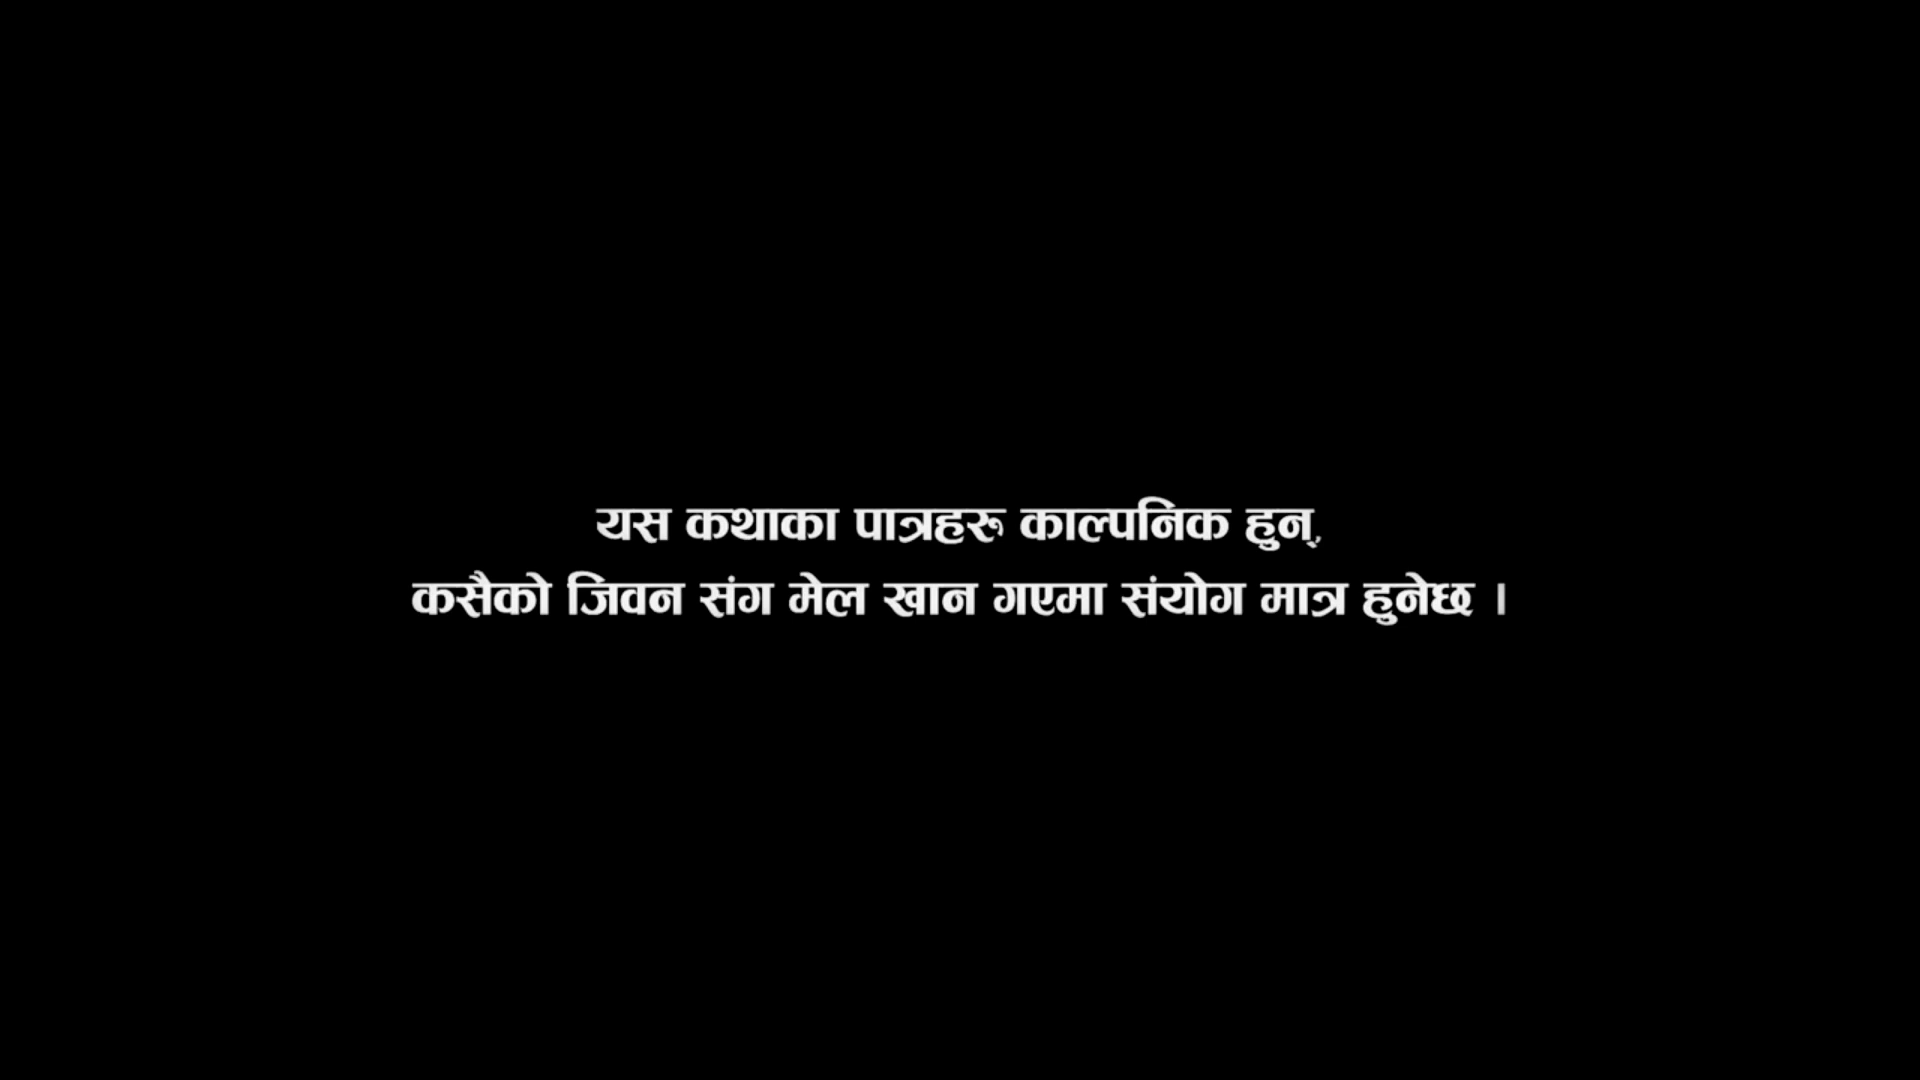 यस कथाका पात्रहरु काल्पनिक हुन्,
कसैको जिवन संग मेल खान गएमा संयोग मात्र हुनेछ ।